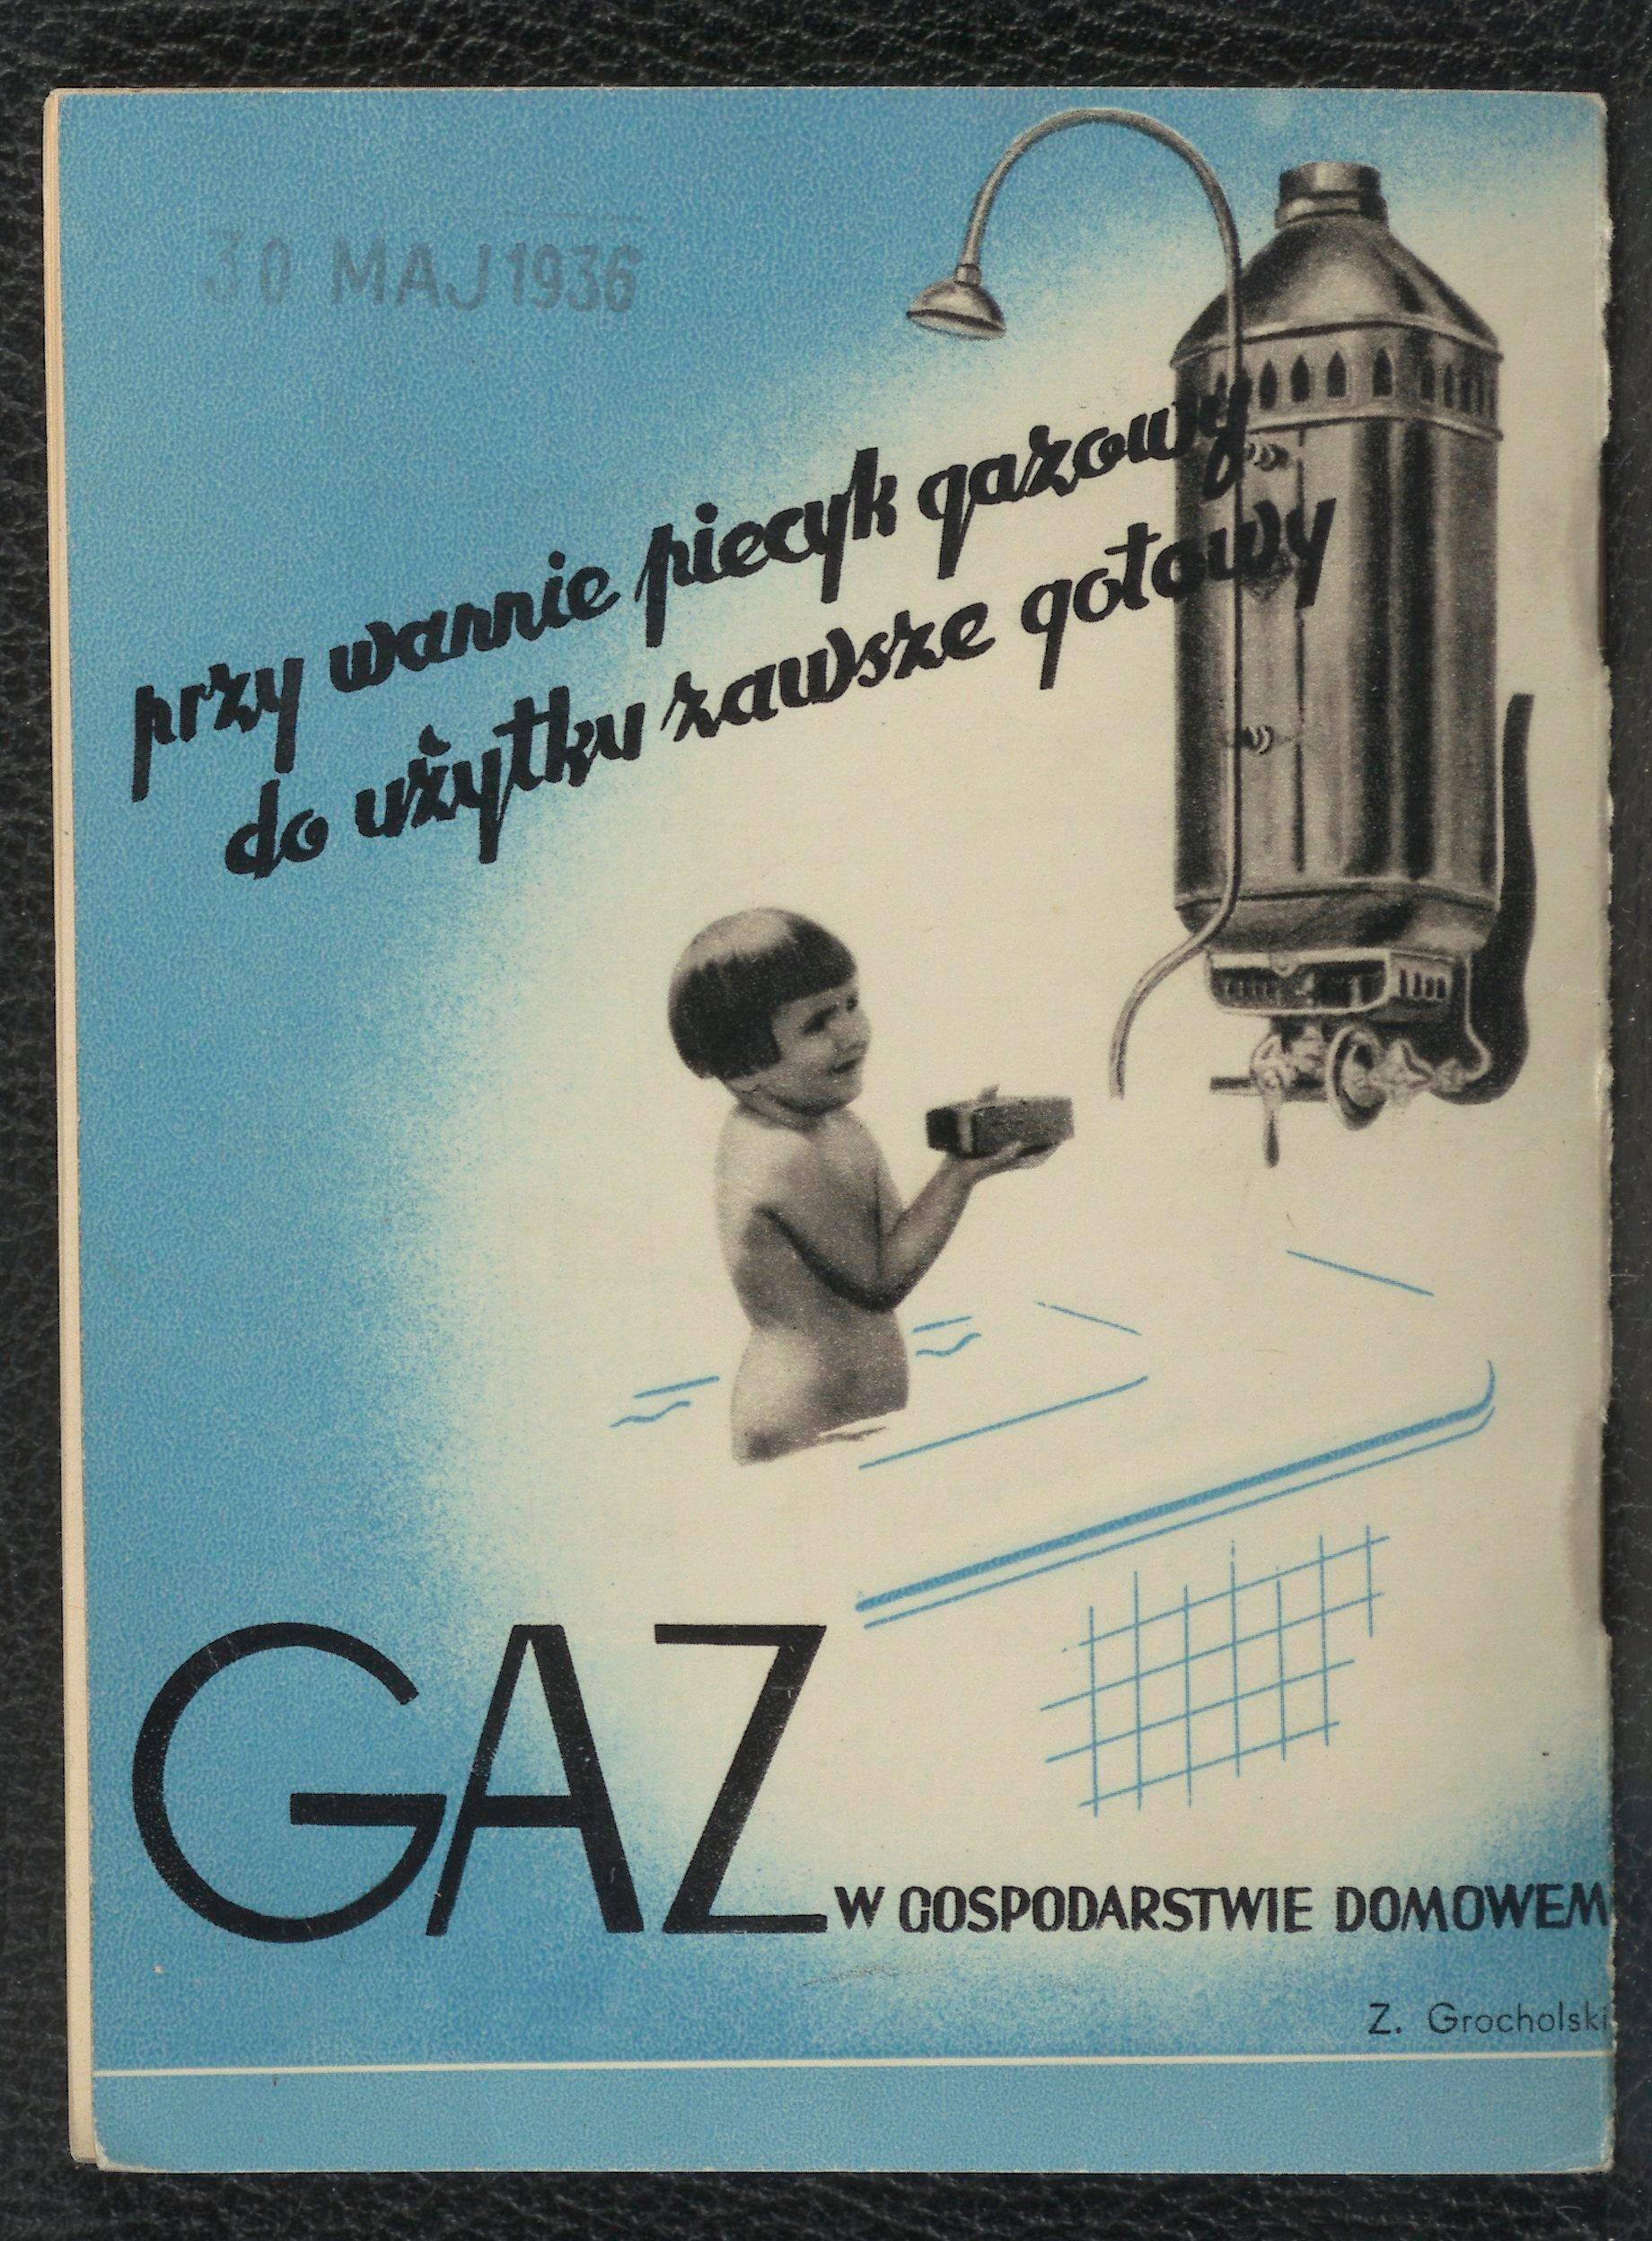 30 MAJ 1936
przy wannie piecyk gazowy
do użytku zawsze gotowy
GAZ W GOSPODARSTWIE DOMOWEM
Z. Grocholski